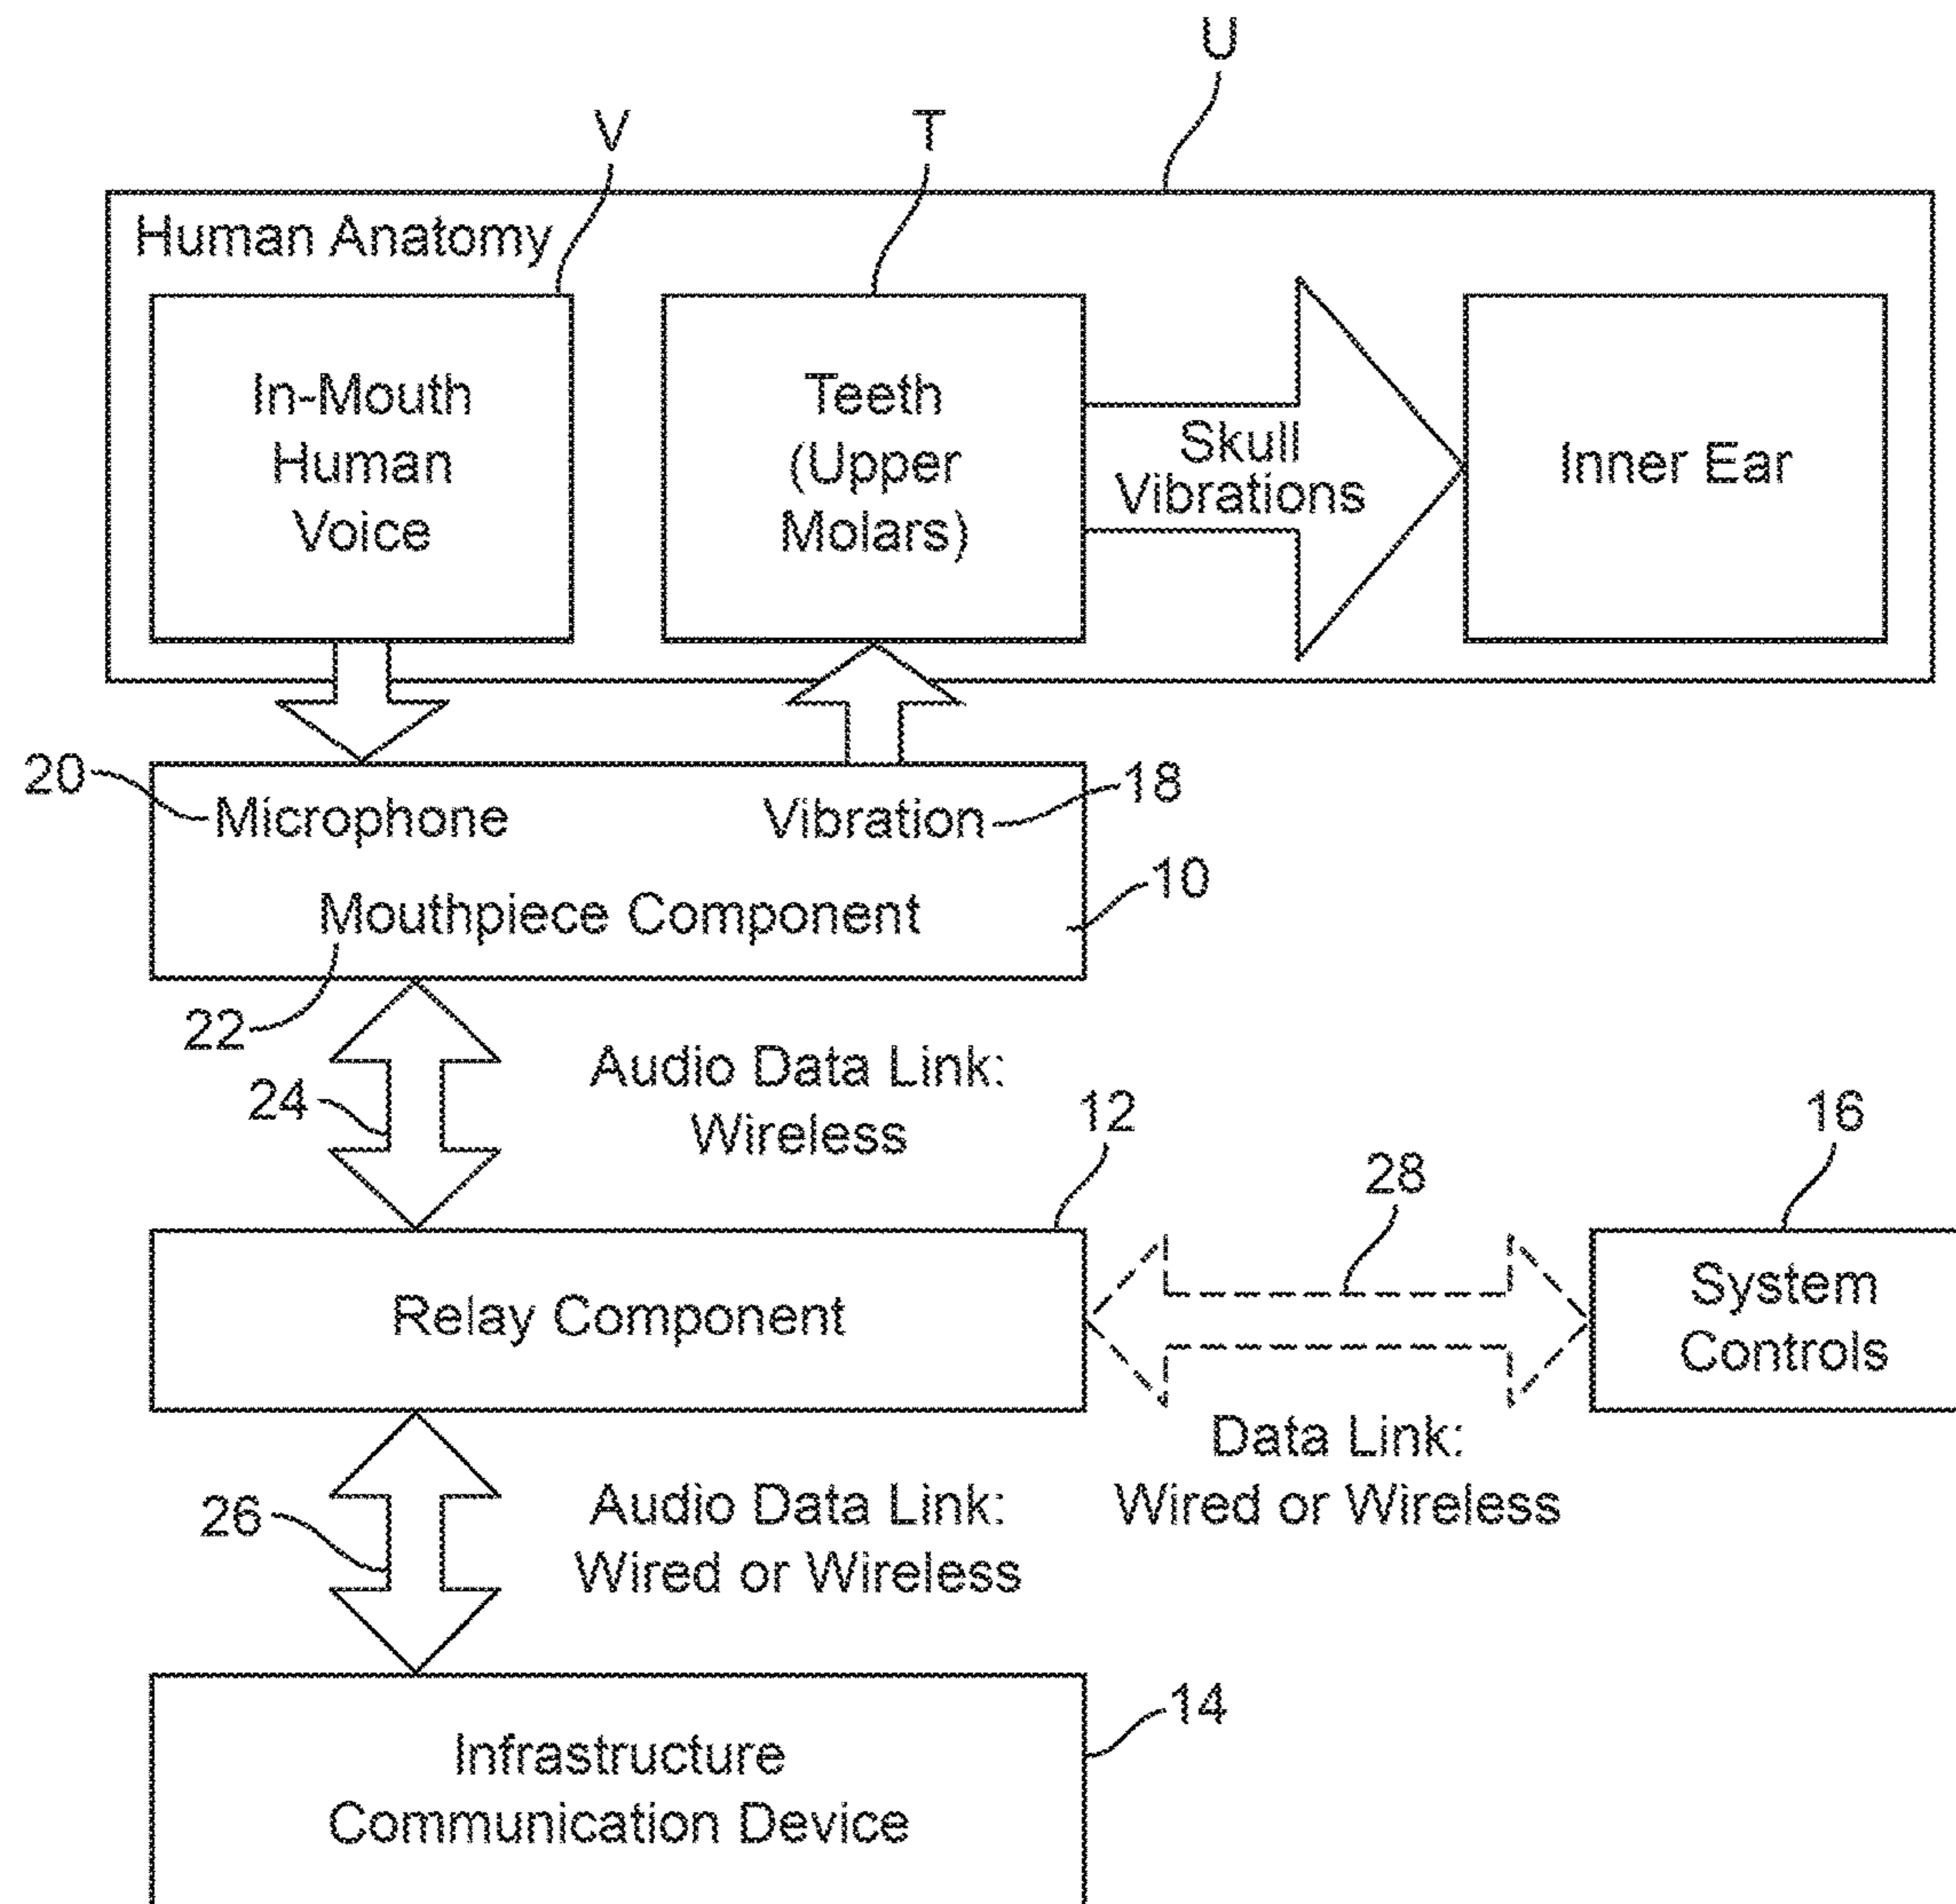 U
V
T
Human Anatomy
In-Mouth
Human
Voice
Teeth
(Upper
Molars)
Skull
Vibrations
Inner Ear
20
Microphone
Vibration
18
Mouthpiece Component
10
22
24
Audio Data Link:
Wireless
12
28
16
Relay Component
System
Controls
Data Link:
Wired or Wireless
26
Audio Data Link:
Wired or Wireless
14
Infrastructure
Communication Device